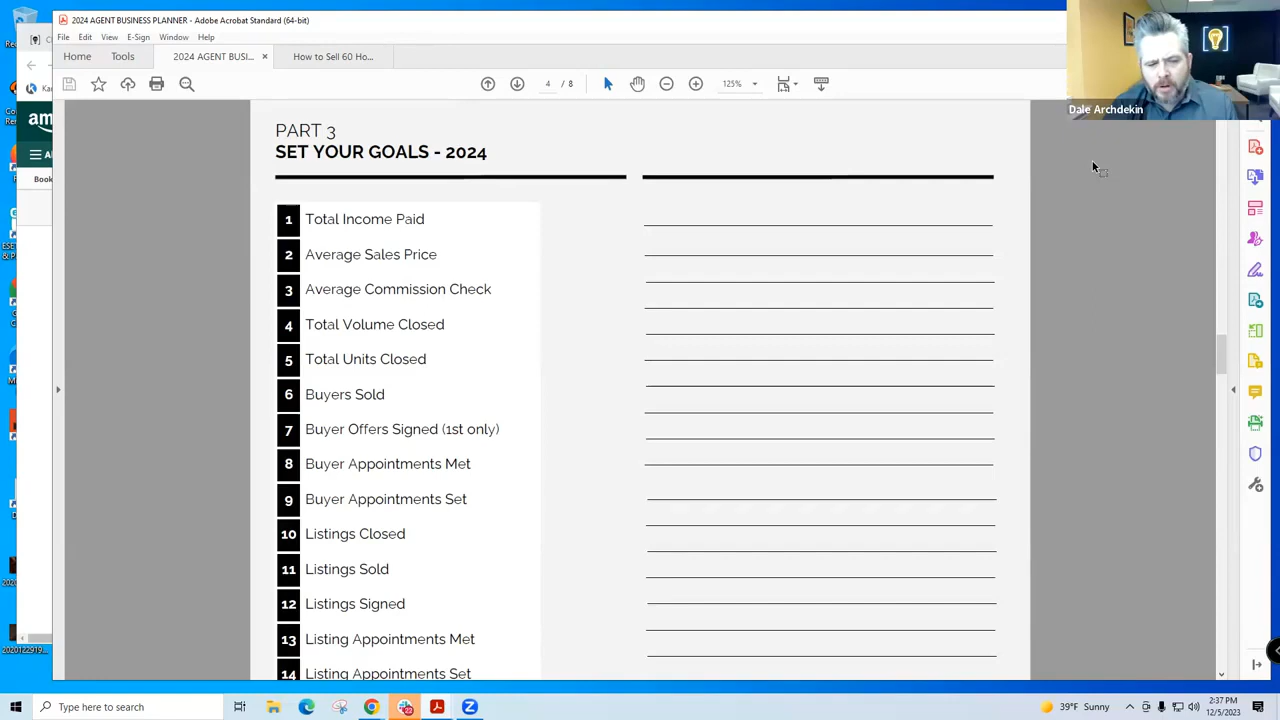 2024 AGENT BUSINESS PLANNER - Adobe Acrobat Standard (64-bit)
File Edit View E-Sign Window Help
Home Tools 2024 AGENT BUSI... × How to Sell 60 Ho...
4 / 8 125%
Dale Archdekin
am
Book
PART 3
SET YOUR GOALS - 2024
1 Total Income Paid
2 Average Sales Price
3 Average Commission Check
4 Total Volume Closed
5 Total Units Closed
6 Buyers Sold
7 Buyer Offers Signed (1st only)
8 Buyer Appointments Met
9 Buyer Appointments Set
10 Listings Closed
11 Listings Sold
12 Listings Signed
13 Listing Appointments Met
14 Listing Appointments Set
2020122919...
Type here to search
39°F Sunny
2:37 PM
12/5/2023